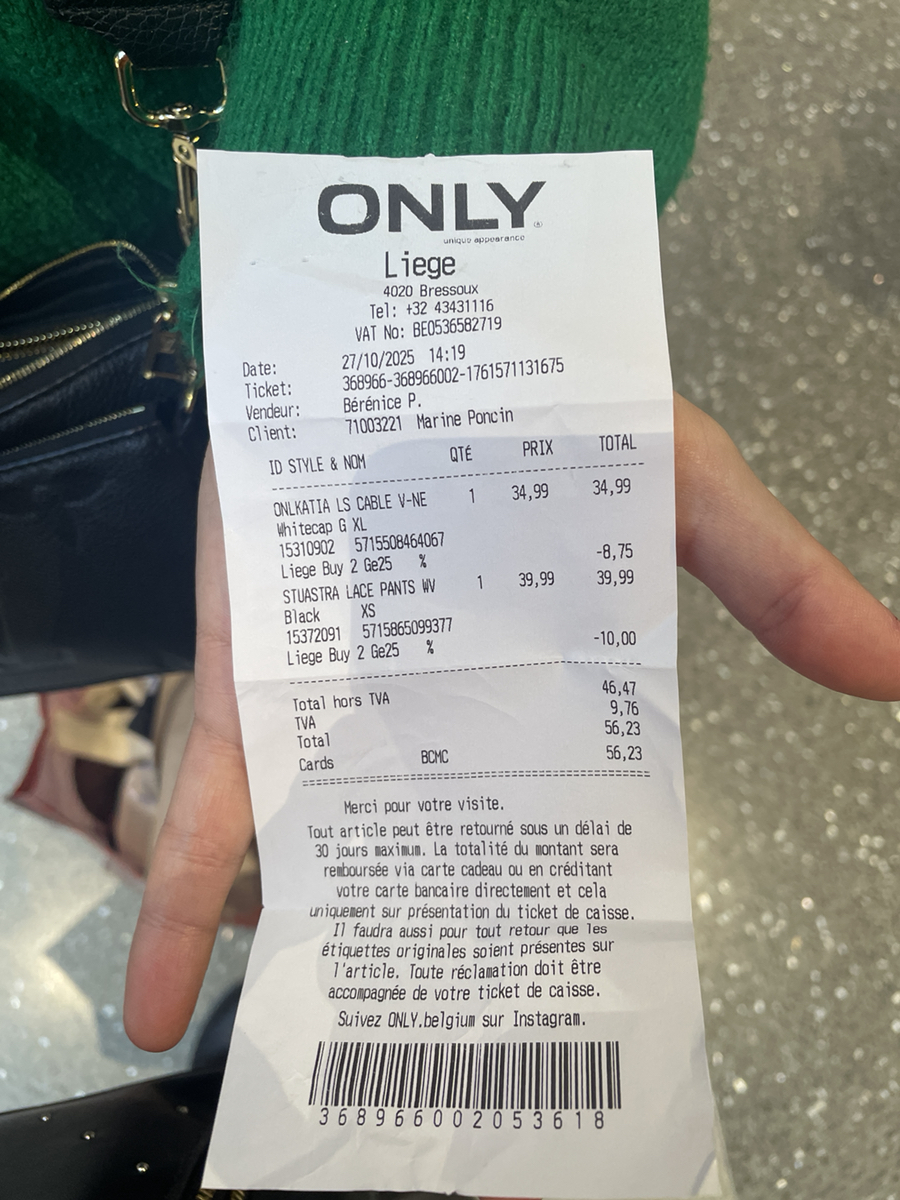 ONLY
unique appearance
Liege
4020 Bressoux
Tel: +32 43431116
VAT No: BE0536582719
Date: 27/10/2025 14:19
Ticket: 368966-368966002-1761571131675
Vendeur: Bérénice P.
Client: 71003221 Marine Poncin
ID STYLE & NOM QTÉ PRIX TOTAL
ONLKATIA LS CABLE V-NE 1 34,99 34,99
Whitecap G XL
15310902 5715508464067
Liege Buy 2 Ge25 % -8,75
STUASTRA LACE PANTS WV 1 39,99 39,99
Black XS
15372091 5715865099377
Liege Buy 2 Ge25 % -10,00
Total hors TVA 46,47
TVA 9,76
Total 56,23
Cards BCMC 56,23
Merci pour votre visite.
Tout article peut être retourné sous un délai de
30 jours maximum. La totalité du montant sera
remboursée via carte cadeau ou en créditant
votre carte bancaire directement et cela
uniquement sur présentation du ticket de caisse.
Il faudra aussi pour tout retour que les
étiquettes originales soient présentes sur
l'article. Toute réclamation doit être
accompagnée de votre ticket de caisse.
Suivez ONLY.belgium sur Instagram.
368966002053618